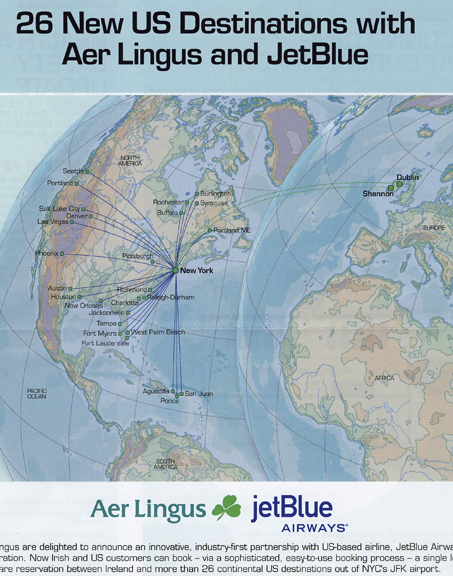 26 New US Destinations with
Aer Lingus and JetBlue
NORTH
AMERICA
Seattle
Portland
Salt Lake City
Denver
Las Vegas
Phoenix
Burlington
Rochester
Syracuse
Buffalo
Portland ME
Pittsburgh
New York
Dublin
Shannon
EUROPE
Austin
Houston
New Orleans
Richmond
Raleigh-Durham
Charlotte
Jacksonville
Tampa
Fort Myers
West Palm Beach
Fort Lauderdale
Aguadilla
San Juan
Ponce
PACIFIC
OCEAN
AFRICA
SOUTH
AMERICA
Aer Lingus
jetBlue
AIRWAYS
ngus are delighted to announce an innovative, industry-first partnership with US-based airline, JetBlue Airwa
ration. Now Irish and US customers can book – via a sophisticated, easy-to-use booking process – a single l
are reservation between Ireland and more than 26 continental US destinations out of NYC's JFK airport.